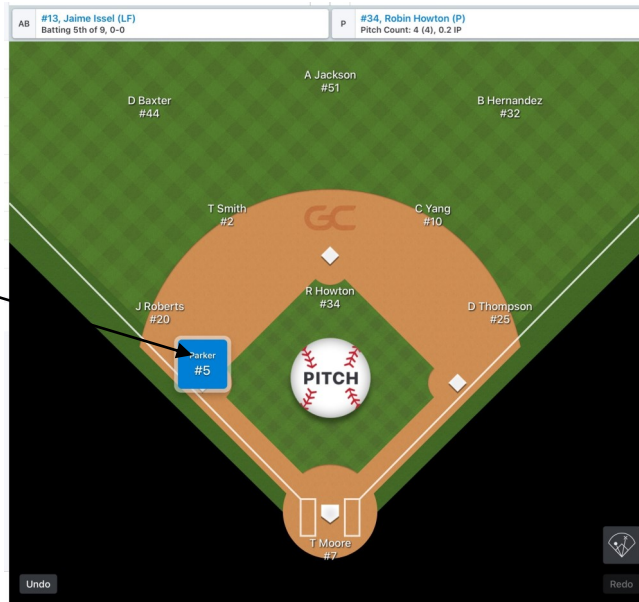 AB
#13, Jaime Issel (LF)
Batting 5th of 9, 0-0
P
#34, Robin Howton (P)
Pitch Count: 4 (4), 0.2 IP
A Jackson
#51
D Baxter
#44
B Hernandez
#32
T Smith
#2
GC
C Yang
#10
R Howton
#34
J Roberts
#20
D Thompson
#25
Parker
#5
PITCH
T Moore
#7
Undo
Redo